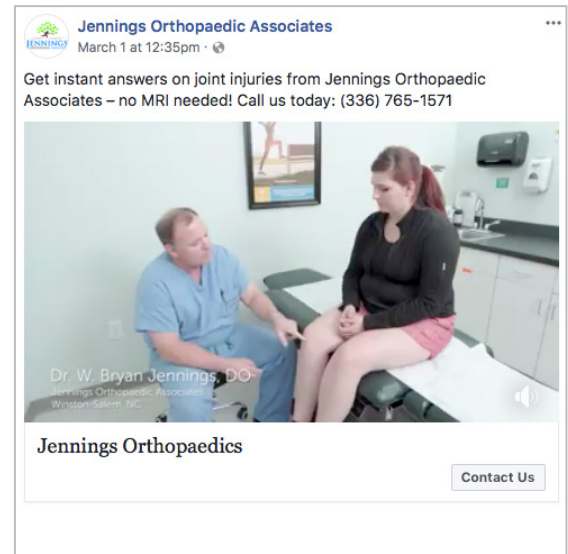 Jennings Orthopaedic Associates
JENNINGS
March 1 at 12:35pm ·
Get instant answers on joint injuries from Jennings Orthopaedic
Associates – no MRI needed! Call us today: (336) 765-1571
Dr. W. Bryan Jennings, DO
Jennings Orthopaedic Associates
Winston-Salem, NC
Jennings Orthopaedics
Contact Us